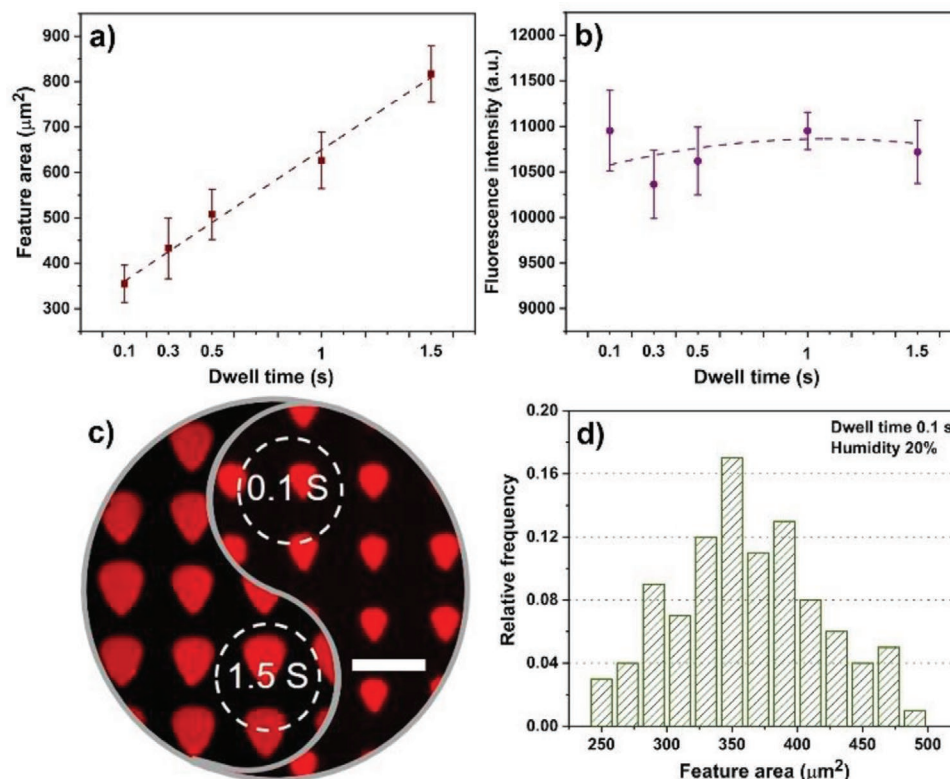 a)
Feature area (μm²)
900
800
700
600
500
400
300
0.1
0.3
0.5
1
1.5
Dwell time (s)
b)
Fluorescence intensity (a.u.)
12000
11500
11000
10500
10000
9500
9000
0.1
0.3
0.5
1
1.5
Dwell time (s)
c)
0.1 S
1.5 S
d)
Dwell time 0.1 s
Humidity 20%
Relative frequency
0.20
0.16
0.12
0.08
0.04
0.00
250
300
350
400
450
500
Feature area (μm²)